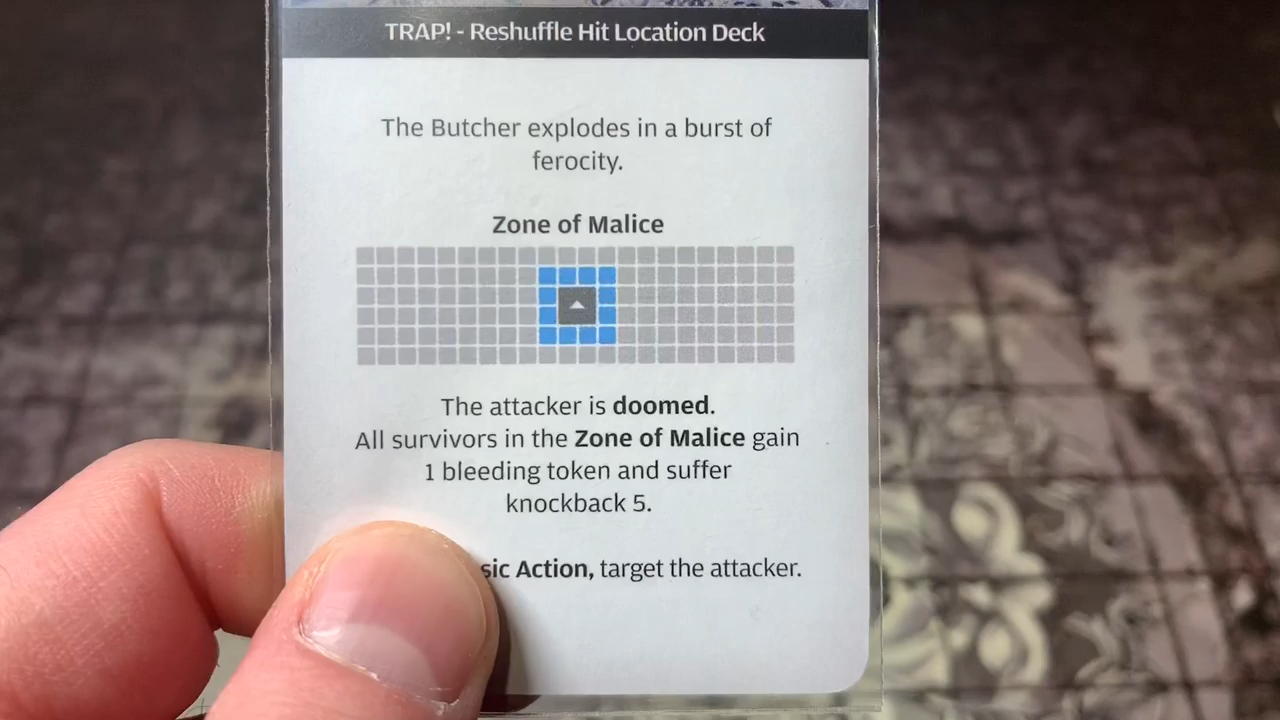 TRAP! - Reshuffle Hit Location Deck
The Butcher explodes in a burst of
ferocity.
Zone of Malice
The attacker is doomed.
All survivors in the Zone of Malice gain
1 bleeding token and suffer
knockback 5.
Action, target the attacker.